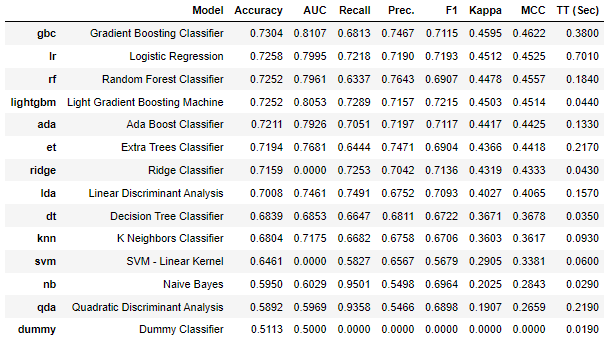 Model Accuracy AUC Recall Prec. F1 Kappa MCC TT (Sec)
gbc Gradient Boosting Classifier 0.7304 0.8107 0.6813 0.7467 0.7115 0.4595 0.4622 0.3800
lr Logistic Regression 0.7258 0.7995 0.7218 0.7190 0.7193 0.4512 0.4525 0.7010
rf Random Forest Classifier 0.7252 0.7961 0.6337 0.7643 0.6907 0.4478 0.4557 0.1840
lightgbm Light Gradient Boosting Machine 0.7252 0.8053 0.7289 0.7157 0.7215 0.4503 0.4514 0.0440
ada Ada Boost Classifier 0.7211 0.7926 0.7051 0.7197 0.7117 0.4417 0.4425 0.1330
et Extra Trees Classifier 0.7194 0.7681 0.6444 0.7471 0.6904 0.4366 0.4418 0.2170
ridge Ridge Classifier 0.7159 0.0000 0.7253 0.7042 0.7136 0.4319 0.4333 0.0430
lda Linear Discriminant Analysis 0.7008 0.7461 0.7491 0.6752 0.7093 0.4027 0.4065 0.1570
dt Decision Tree Classifier 0.6839 0.6853 0.6647 0.6811 0.6722 0.3671 0.3678 0.0350
knn K Neighbors Classifier 0.6804 0.7175 0.6682 0.6758 0.6706 0.3603 0.3617 0.0930
svm SVM - Linear Kernel 0.6461 0.0000 0.5827 0.6567 0.5679 0.2905 0.3381 0.0600
nb Naive Bayes 0.5950 0.6029 0.9501 0.5498 0.6964 0.2025 0.2843 0.0290
qda Quadratic Discriminant Analysis 0.5892 0.5969 0.9358 0.5466 0.6898 0.1907 0.2659 0.2190
dummy Dummy Classifier 0.5113 0.5000 0.0000 0.0000 0.0000 0.0000 0.0000 0.0190